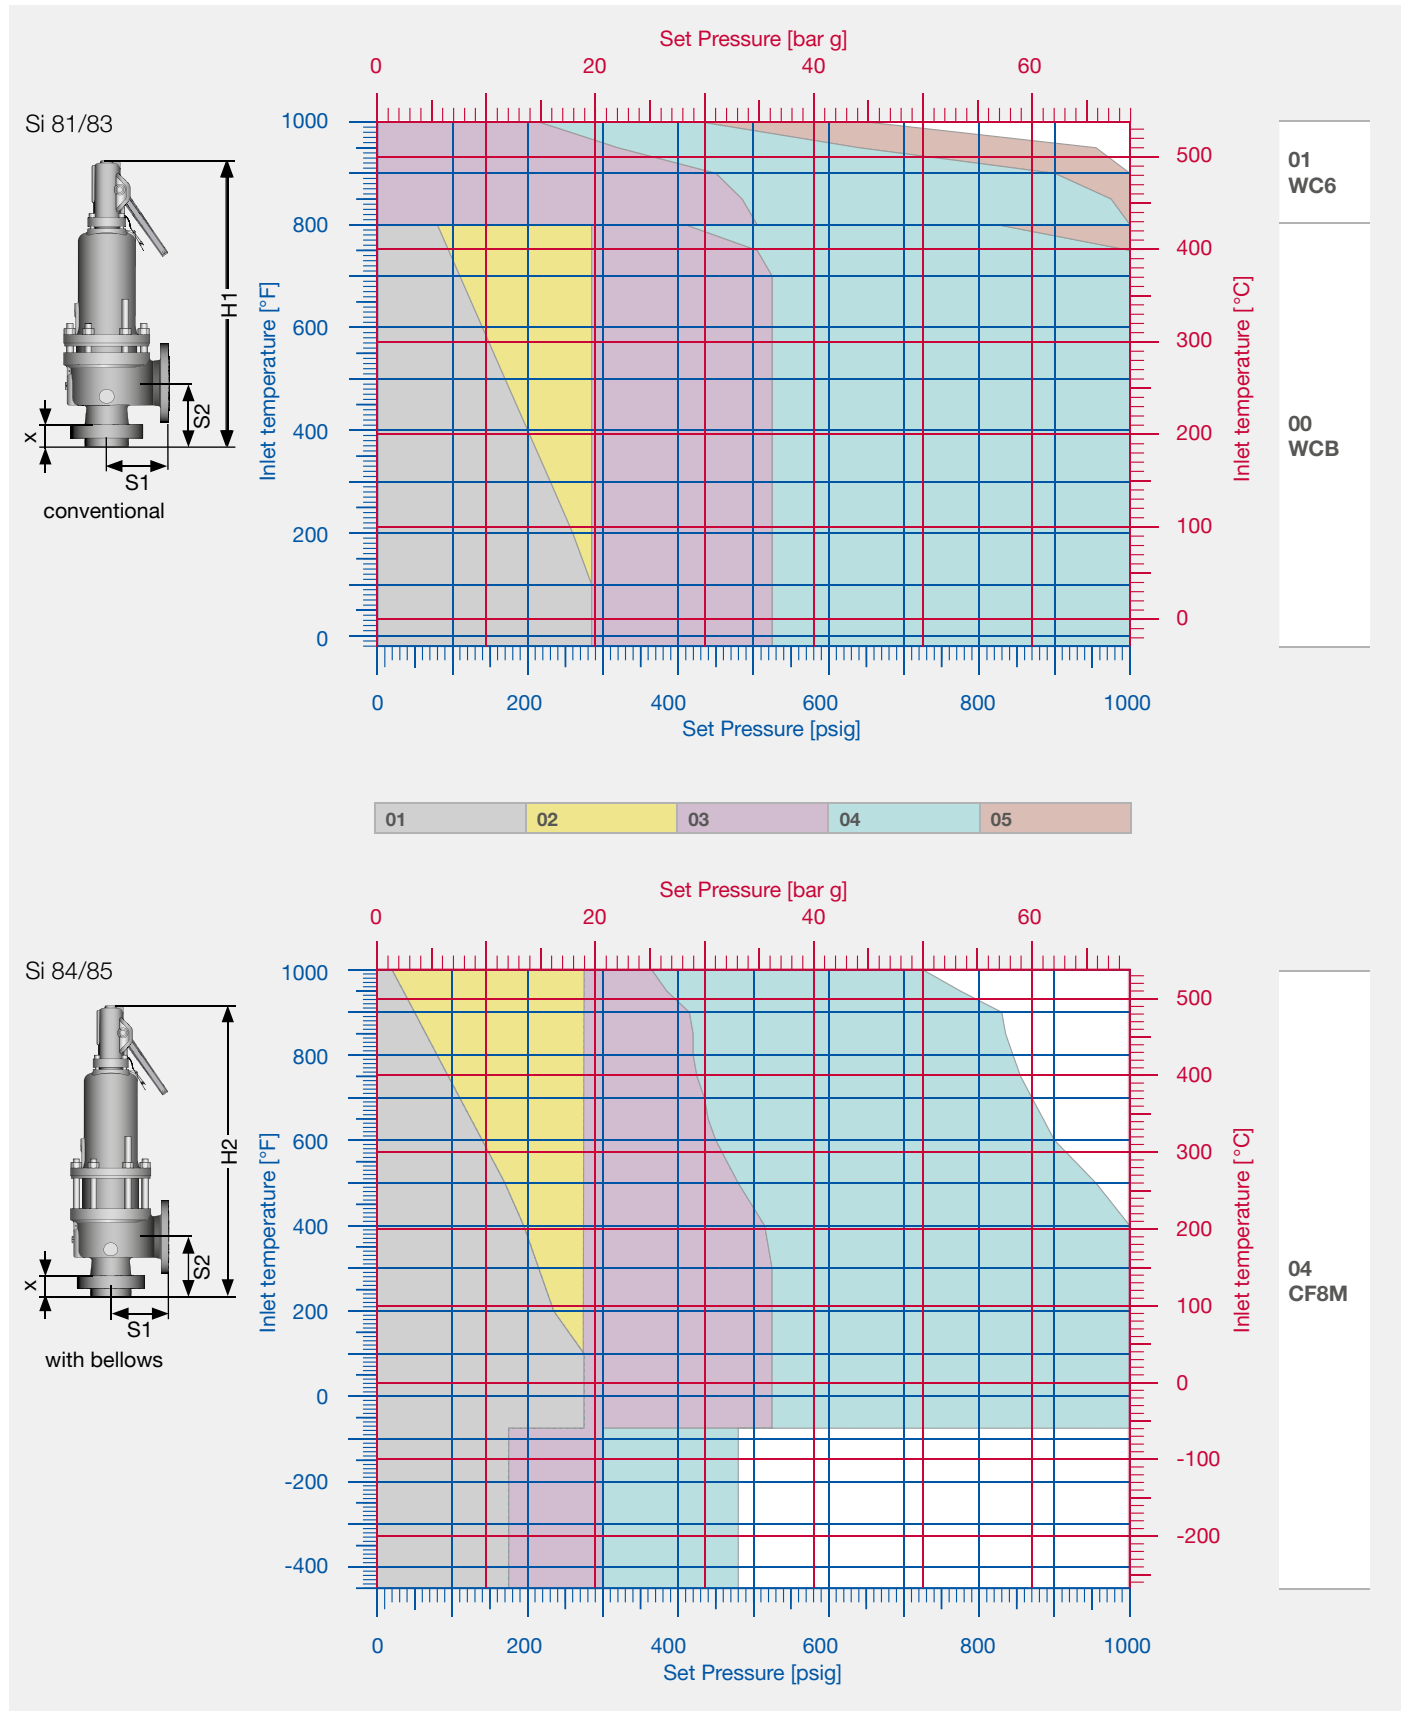 Set Pressure [bar g]
0 20 40 60
Si 81/83
1000
800
600
400
200
0
Inlet temperature [°F]
500
400
300
200
100
0
Inlet temperature [°C]
01
WC6
00
WCB
H1
S2
x
S1
conventional
0 200 400 600 800 1000
Set Pressure [psig]
01 02 03 04 05
Set Pressure [bar g]
0 20 40 60
Si 84/85
1000
800
600
400
200
0
-200
-400
Inlet temperature [°F]
500
400
300
200
100
0
-100
-200
Inlet temperature [°C]
04
CF8M
H2
S2
x
S1
with bellows
0 200 400 600 800 1000
Set Pressure [psig]